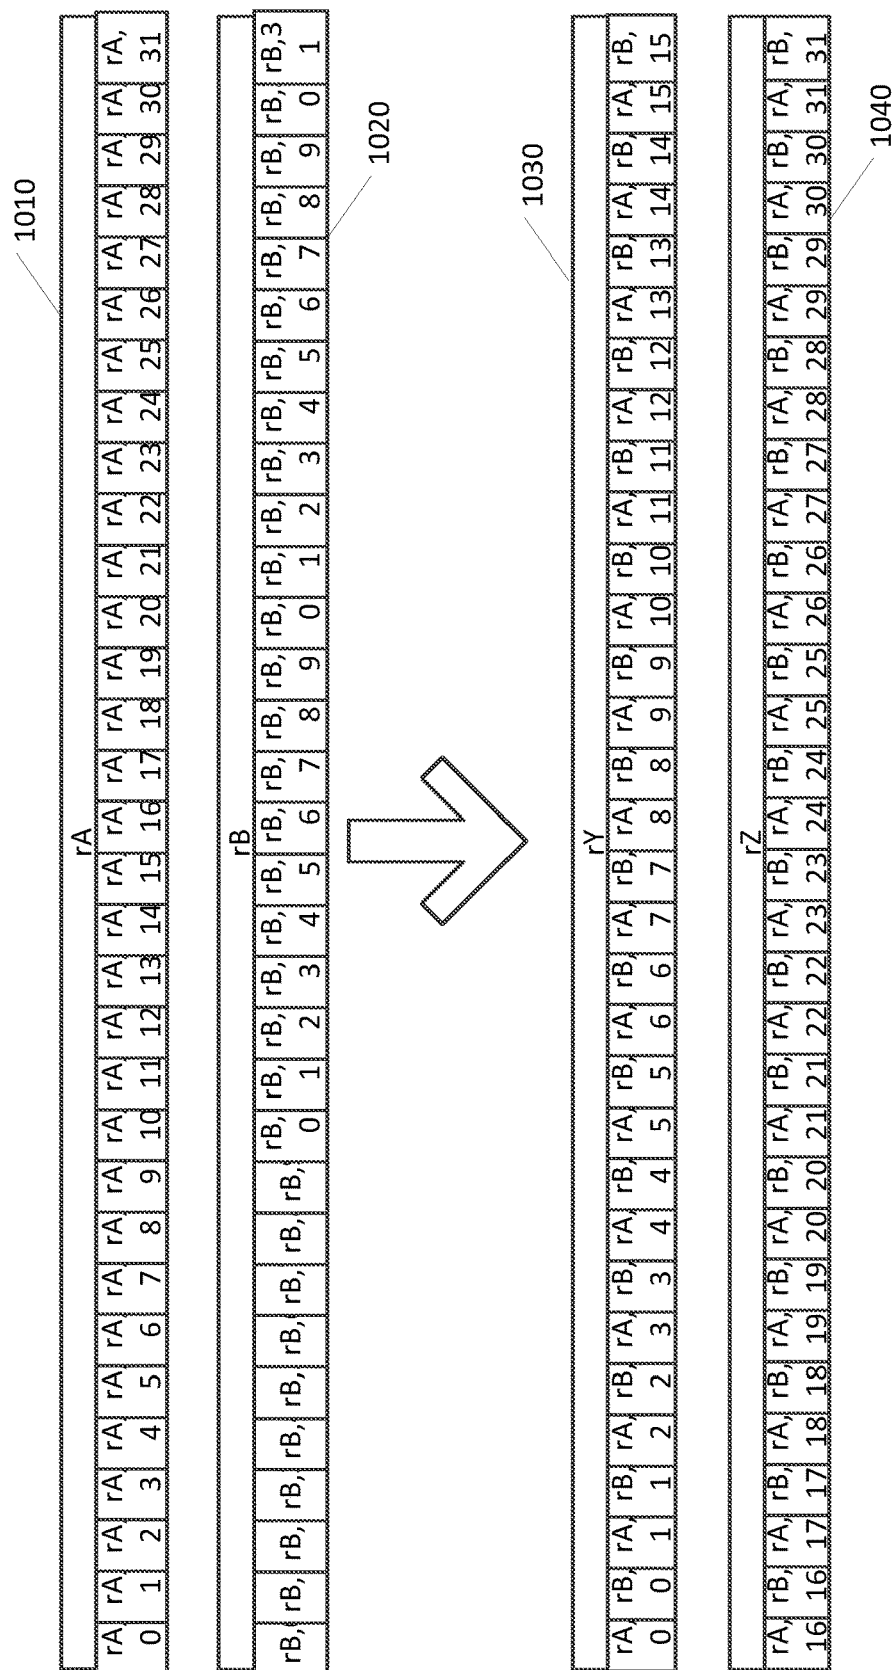 1010
rA
rA, rA rA rA rA rA rA rA rA rA rA rA rA rA rA rA rA rA rA rA rA rA rA rA rA rA rA rA rA rA rA rA,
0 1 2 3 4 5 6 7 8 9 10 11 12 13 14 15 16 17 18 19 20 21 22 23 24 25 26 27 28 29 30 31
rB
rB, rB, rB, rB, rB, rB, rB, rB, rB, rB, rB, rB, rB, rB, rB, rB, rB, rB, rB, rB, rB, rB, rB, rB, rB, rB, rB, rB, rB, rB, rB, rB,3
0 1 2 3 4 5 6 7 8 9 0 1 2 3 4 5 6 7 8 9 0 1
1020
1030
rY
rA, rB, rA, rB, rA, rB, rA, rB, rA, rB, rA, rB, rA, rB, rA, rB, rA, rB, rA, rB, rA, rB, rA, rB, rA, rB, rA, rB, rA, rB, rA, rB,
0 0 1 1 2 2 3 3 4 4 5 5 6 6 7 7 8 8 9 9 10 10 11 11 12 12 13 13 14 14 15 15
rZ
rA, rB, rA, rB, rA, rB, rA, rB, rA, rB, rA, rB, rA, rB, rA, rB, rA, rB, rA, rB, rA, rB, rA, rB, rA, rB, rA, rB, rA, rB, rA, rB,
16 16 17 17 18 18 19 19 20 20 21 21 22 22 23 23 24 24 25 25 26 26 27 27 28 28 29 29 30 30 31 31
1040